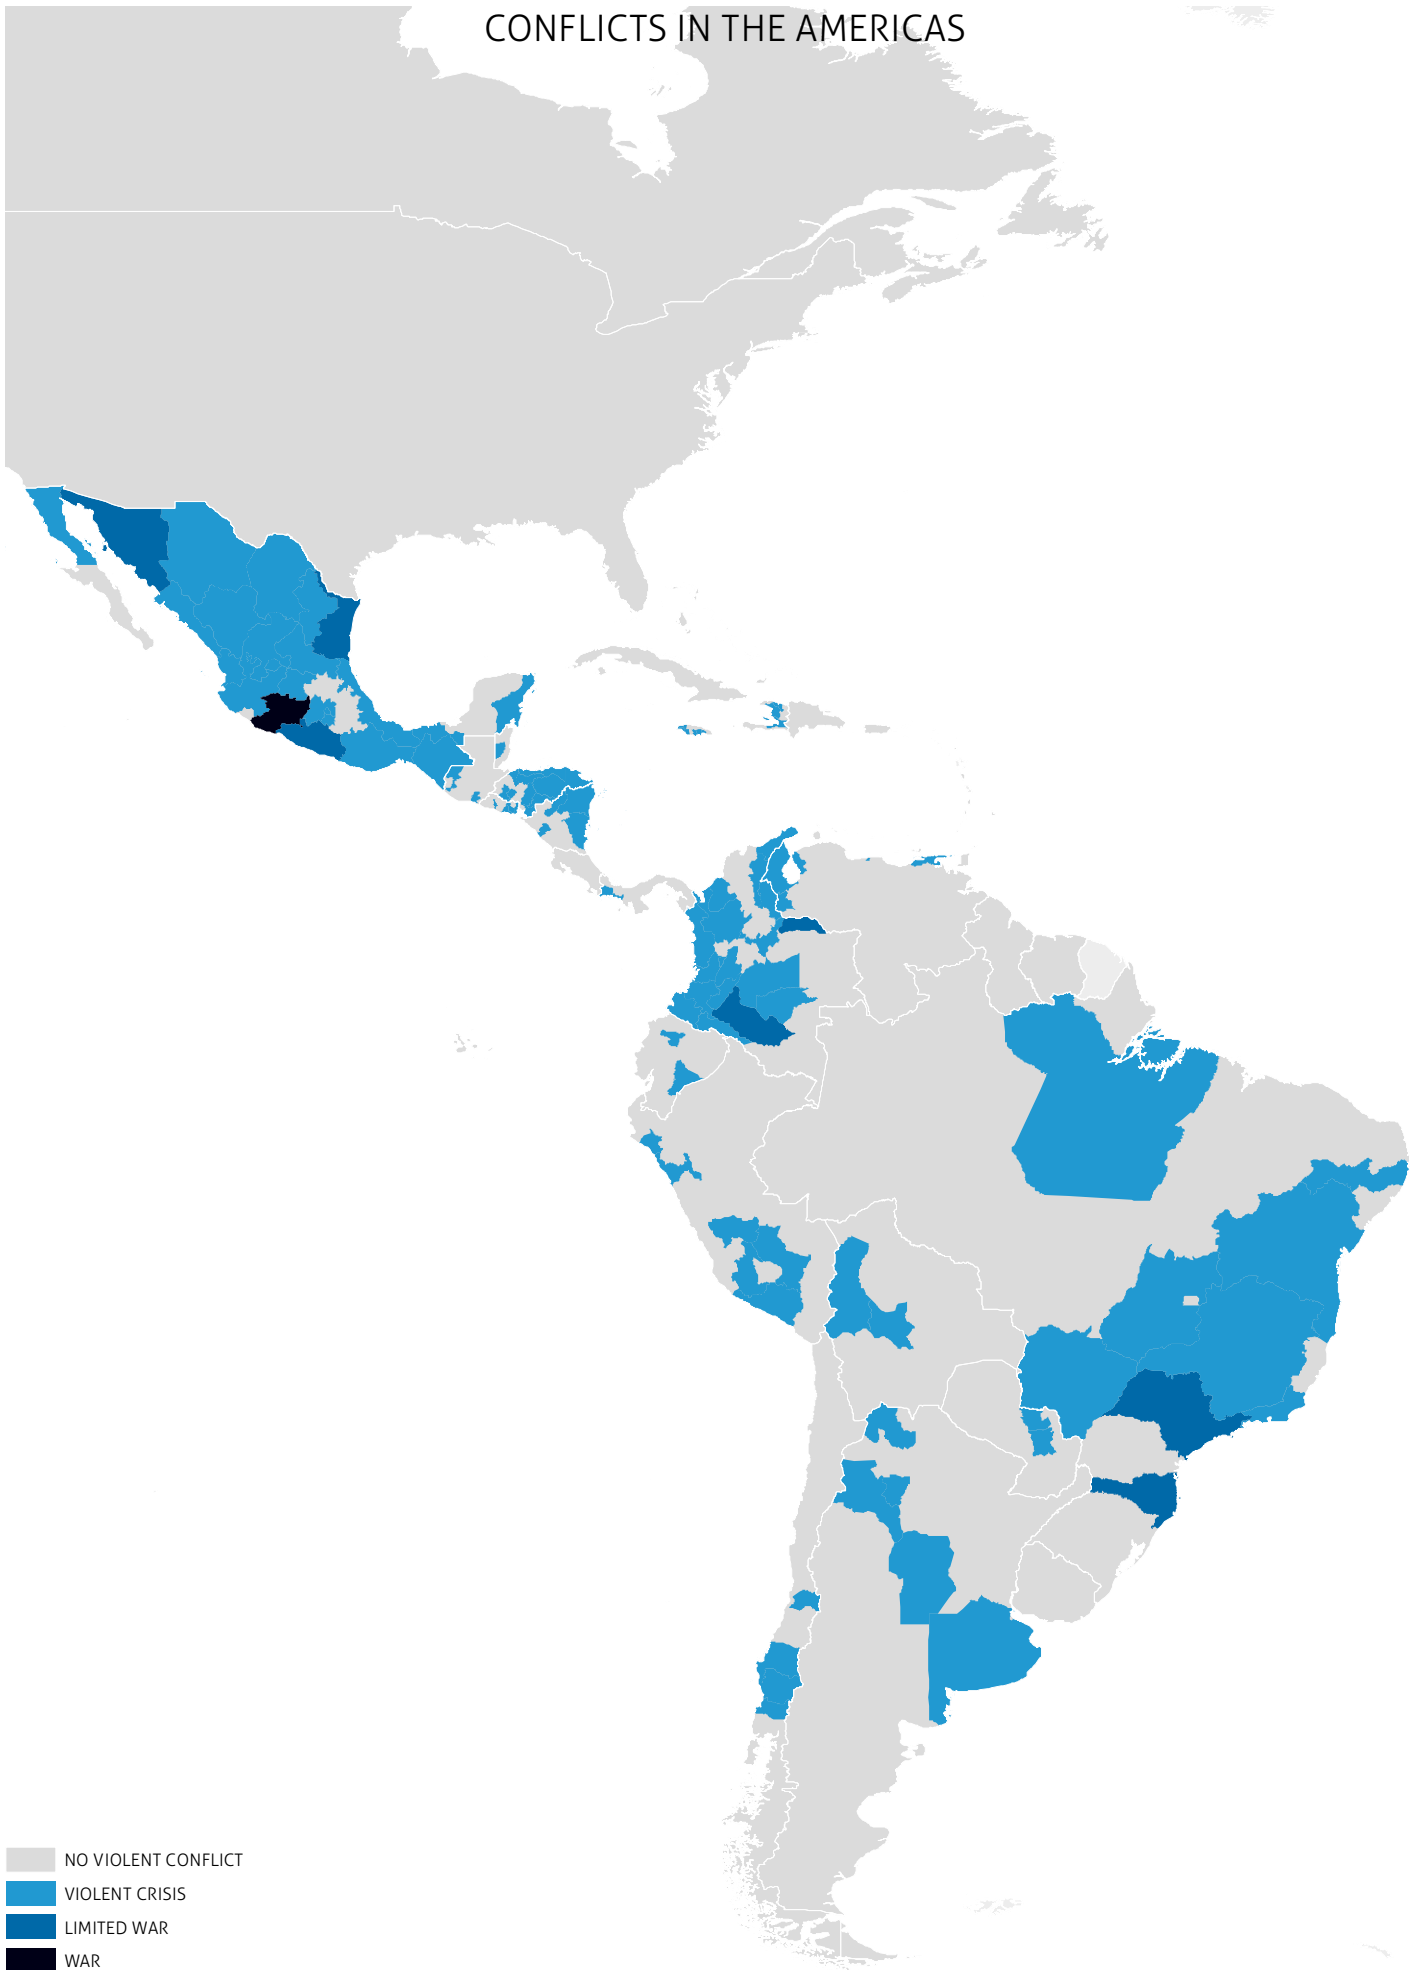 CONFLICTS IN THE AMERICAS
NO VIOLENT CONFLICT
VIOLENT CRISIS
LIMITED WAR
WAR